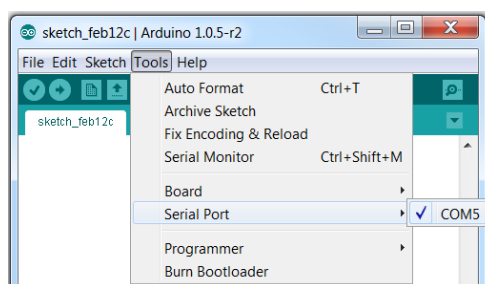 sketch_feb12c | Arduino 1.0.5-r2
File Edit Sketch Tools Help
sketch_feb12c
Auto Format Ctrl+T
Archive Sketch
Fix Encoding & Reload
Serial Monitor Ctrl+Shift+M
Board
Serial Port
COM5
Programmer
Burn Bootloader